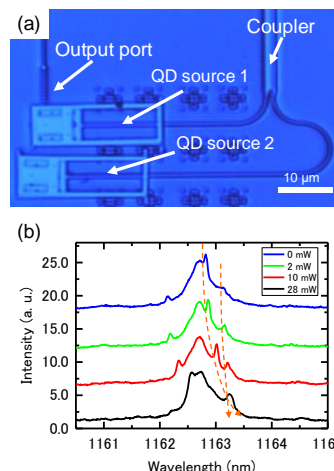 (a)
Coupler
Output port
QD source 1
QD source 2
10 μm
(b)
25.0
20.0
15.0
10.0
5.0
0.0
Intensity (a. u.)
0 mW
2 mW
10 mW
28 mW
1161 1162 1163 1164 116
Wavelength (nm)